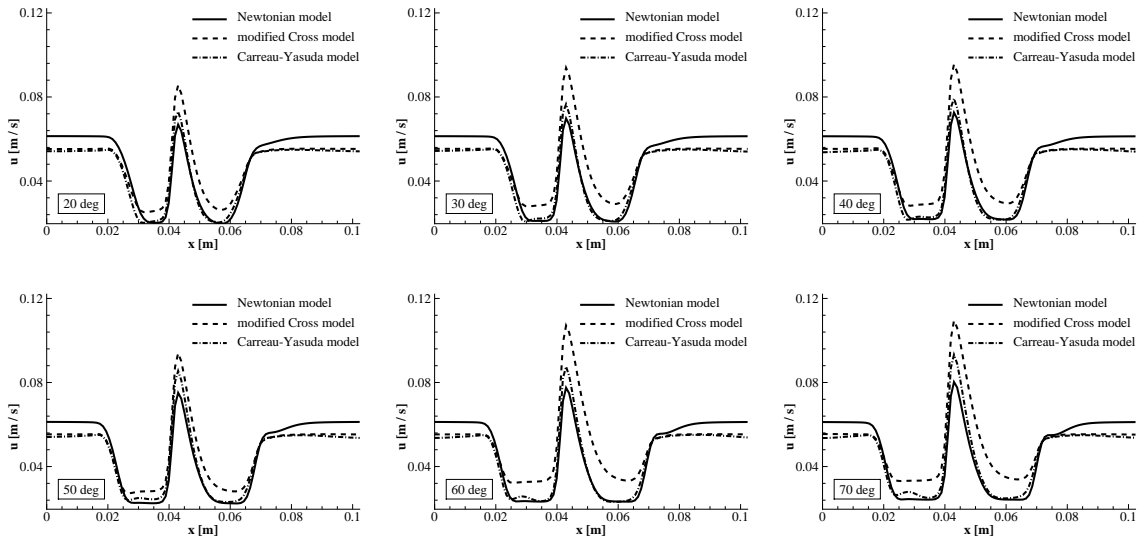 0.12
Newtonian model
modified Cross model
Carreau-Yasuda model
0.08
u [m / s]
0.04
20 deg
0 0.02 0.04 0.06 0.08 0.1
x [m]
0.12
Newtonian model
modified Cross model
Carreau-Yasuda model
0.08
u [m / s]
0.04
30 deg
0 0.02 0.04 0.06 0.08 0.1
x [m]
0.12
Newtonian model
modified Cross model
Carreau-Yasuda model
0.08
u [m / s]
0.04
40 deg
0 0.02 0.04 0.06 0.08 0.1
x [m]
0.12
Newtonian model
modified Cross model
Carreau-Yasuda model
0.08
u [m / s]
0.04
50 deg
0 0.02 0.04 0.06 0.08 0.1
x [m]
0.12
Newtonian model
modified Cross model
Carreau-Yasuda model
0.08
u [m / s]
0.04
60 deg
0 0.02 0.04 0.06 0.08 0.1
x [m]
0.12
Newtonian model
modified Cross model
Carreau-Yasuda model
0.08
u [m / s]
0.04
70 deg
0 0.02 0.04 0.06 0.08 0.1
x [m]